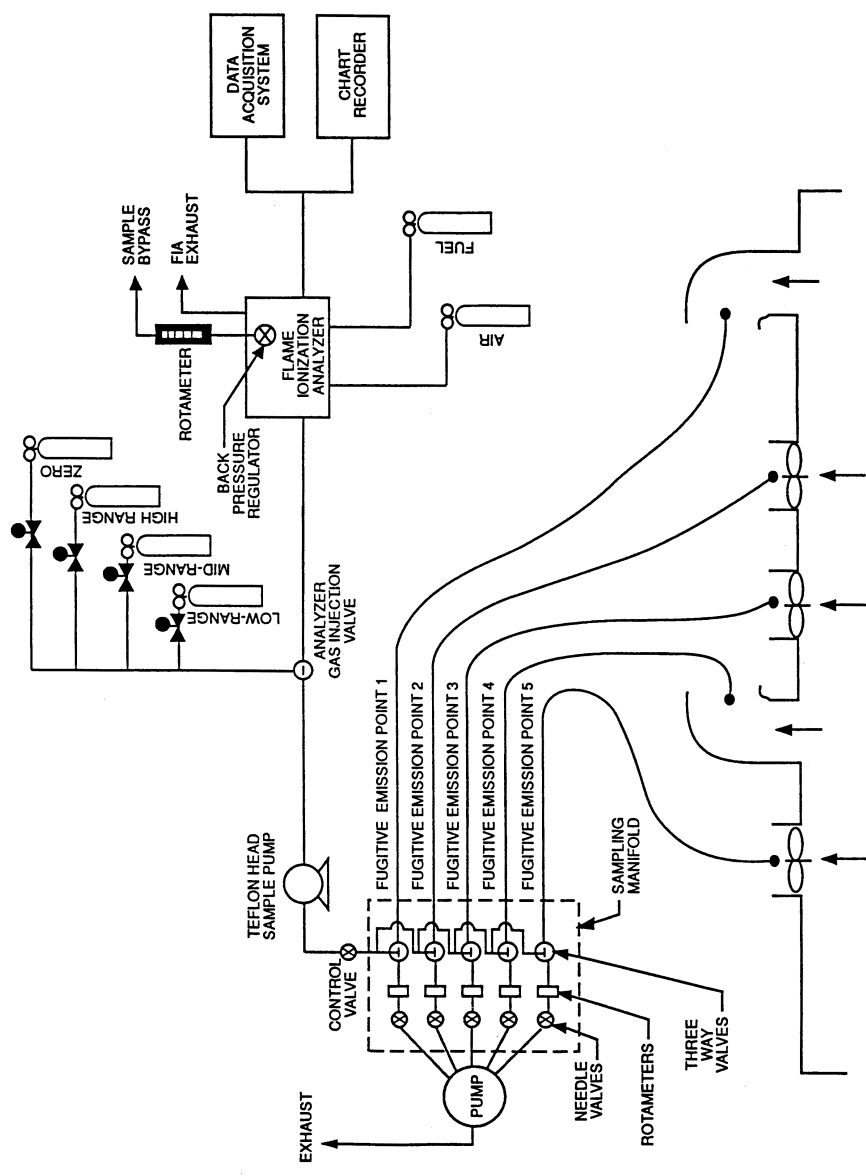 DATA
ACQUISITION
SYSTEM
CHART
RECORDER
SAMPLE
BYPASS
FIA
EXHAUST
ROTAMETER
BACK
PRESSURE
REGULATOR
FLAME
IONIZATION
ANALYZER
FUEL
AIR
ZERO
HIGH RANGE
MID-RANGE
LOW-RANGE
ANALYZER
GAS INJECTION
VALVE
TEFLON HEAD
SAMPLE PUMP
CONTROL
VALVE
FUGITIVE EMISSION POINT 1
FUGITIVE EMISSION POINT 2
FUGITIVE EMISSION POINT 3
FUGITIVE EMISSION POINT 4
FUGITIVE EMISSION POINT 5
SAMPLING
MANIFOLD
EXHAUST
PUMP
NEEDLE
VALVES
ROTAMETERS
THREE
WAY
VALVES